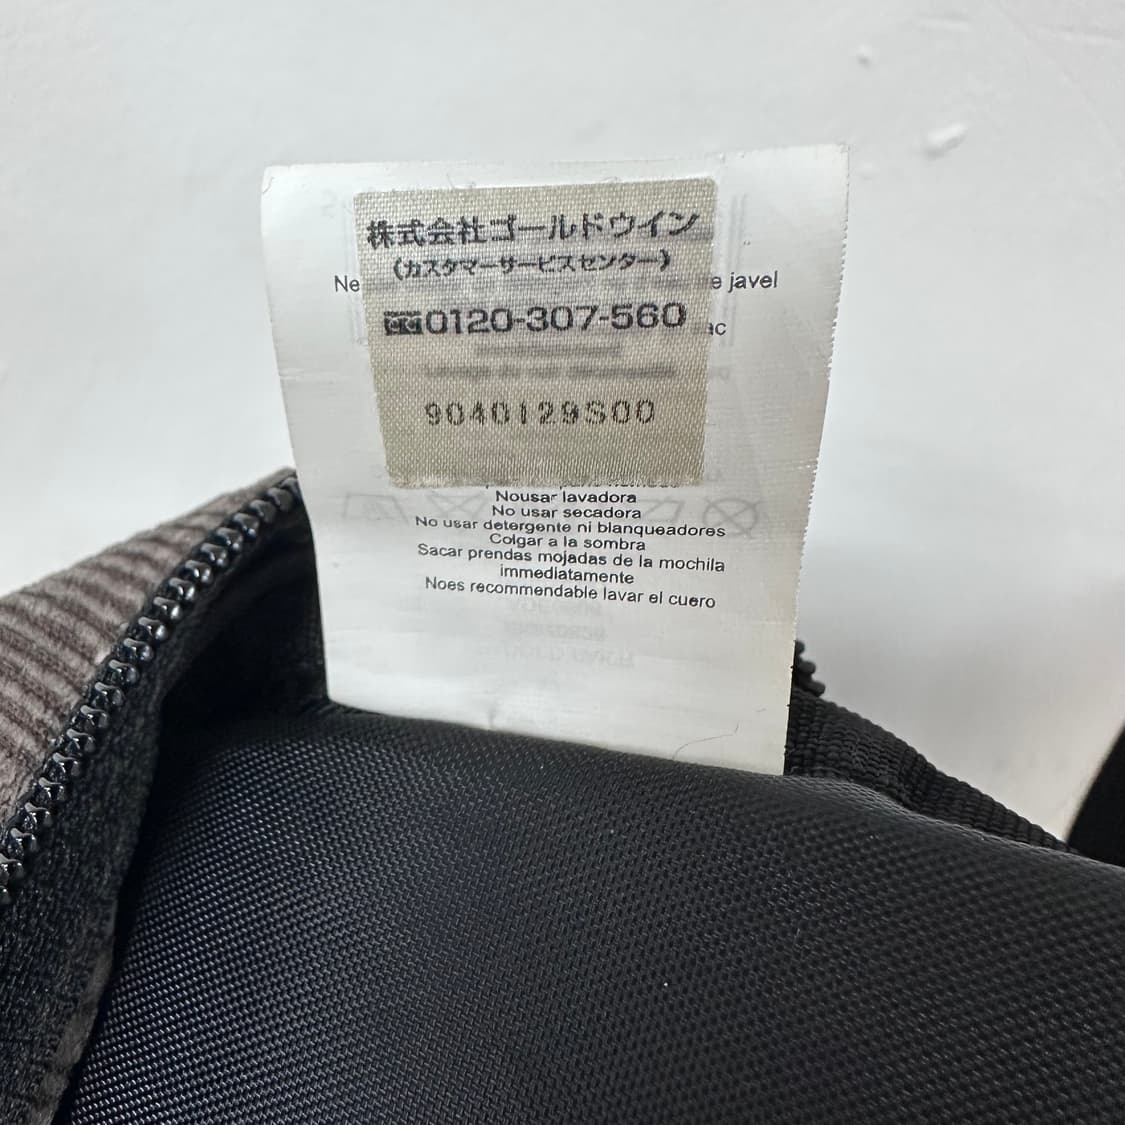 株式会社ゴールドウイン
(カスタマーサービスセンター)
Ne e javel
0120-307-560 ac
9040129S00
Nousar lavadora
No usar secadora
No usar detergente ni blanqueadores
Colgar a la sombra
Sacar prendas mojadas de la mochila
immediatamente
Noes recommendable lavar el cuero